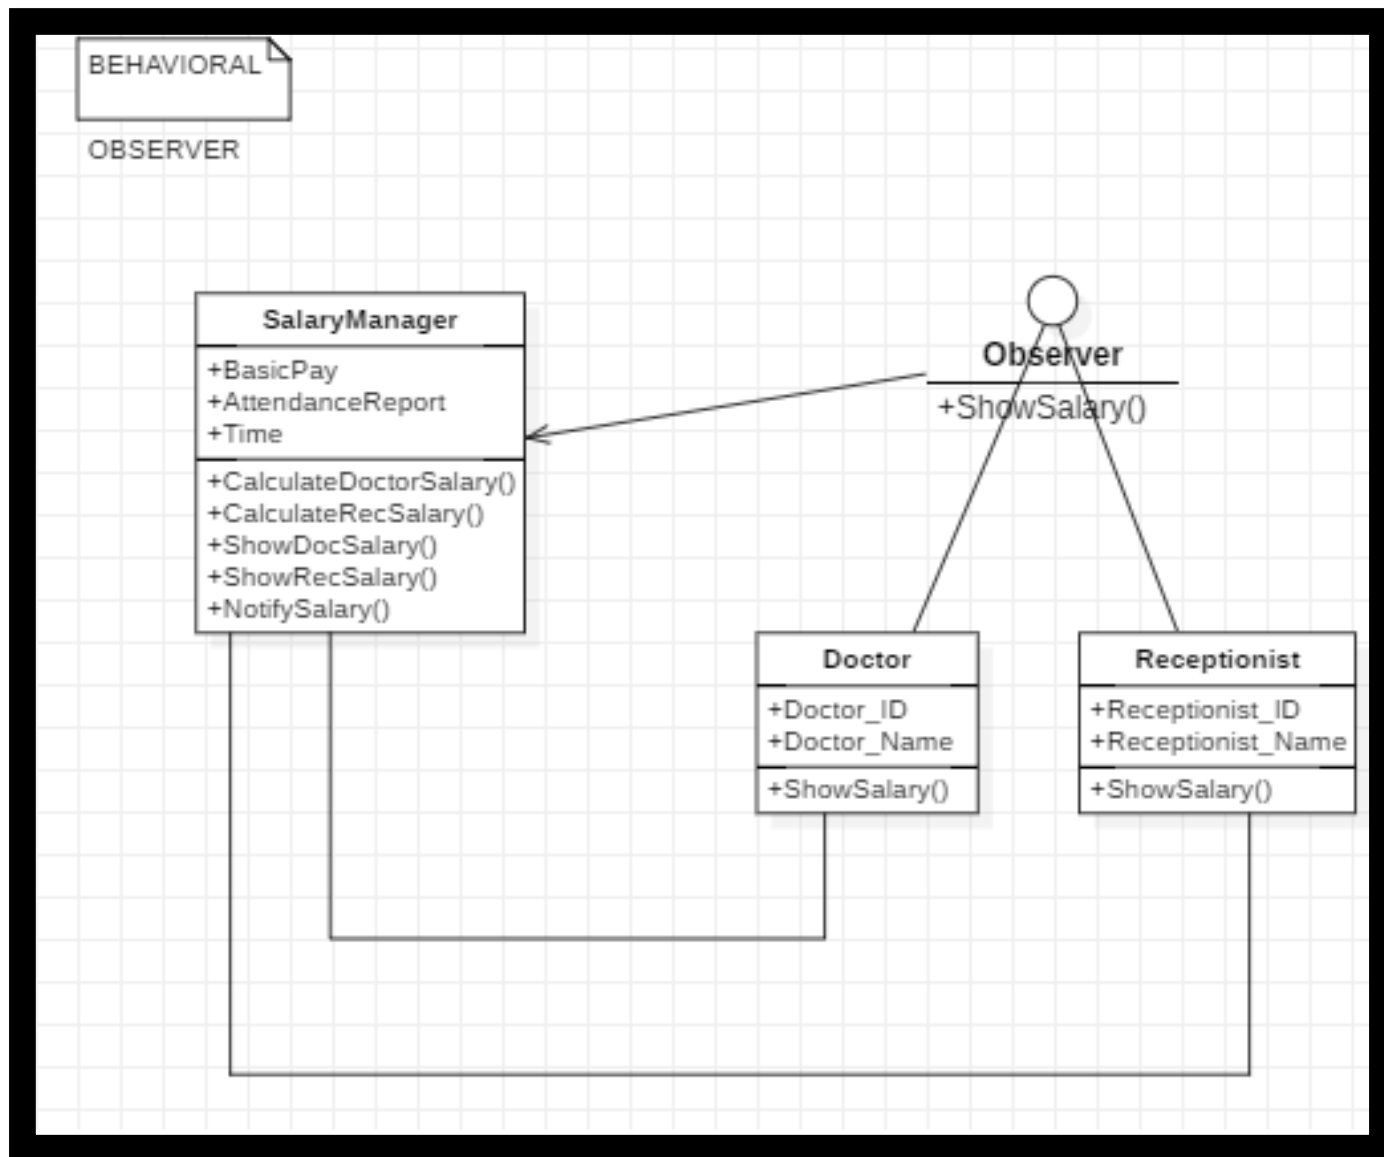 BEHAVIORAL
OBSERVER
SalaryManager
+BasicPay
+AttendanceReport
+Time
+CalculateDoctorSalary()
+CalculateRecSalary()
+ShowDocSalary()
+ShowRecSalary()
+NotifySalary()
Observer
+ShowSalary()
Doctor
+Doctor_ID
+Doctor_Name
+ShowSalary()
Receptionist
+Receptionist_ID
+Receptionist_Name
+ShowSalary()